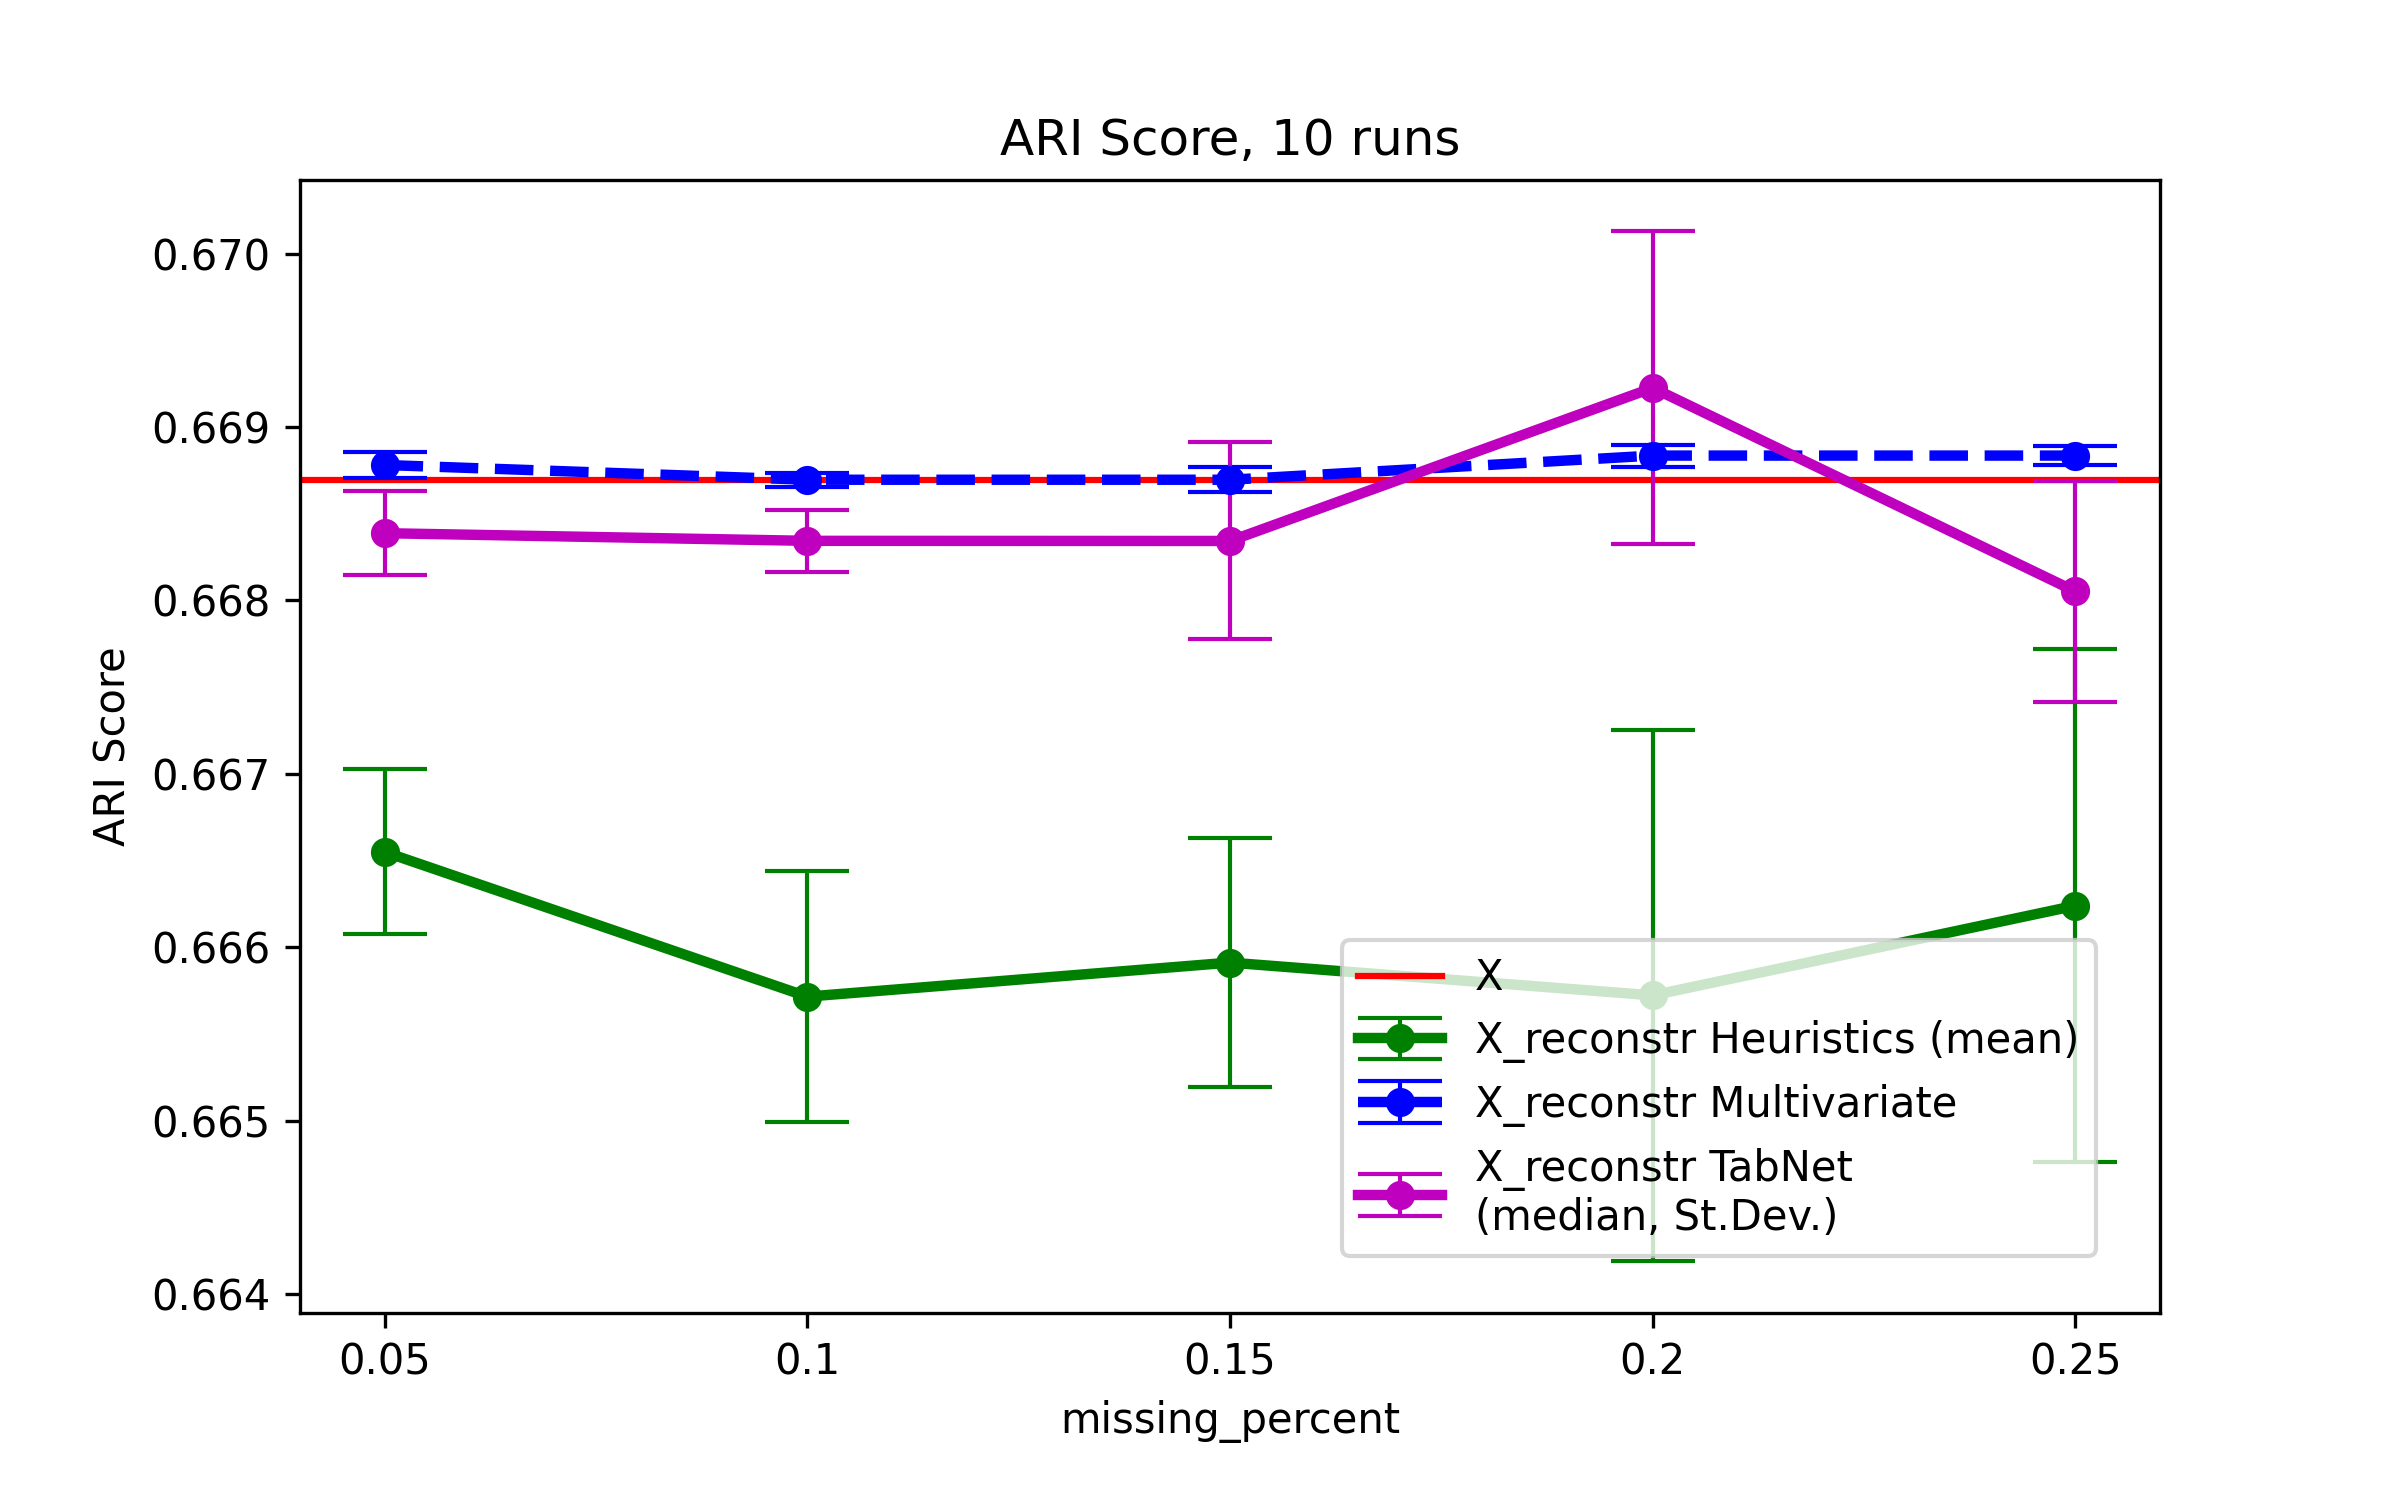 ARI Score, 10 runs
ARI Score
0.670
0.669
0.668
0.667
0.666
0.665
0.664
X
X_reconstr Heuristics (mean)
X_reconstr Multivariate
X_reconstr TabNet
(median, St.Dev.)
0.05
0.1
0.15
0.2
0.25
missing_percent